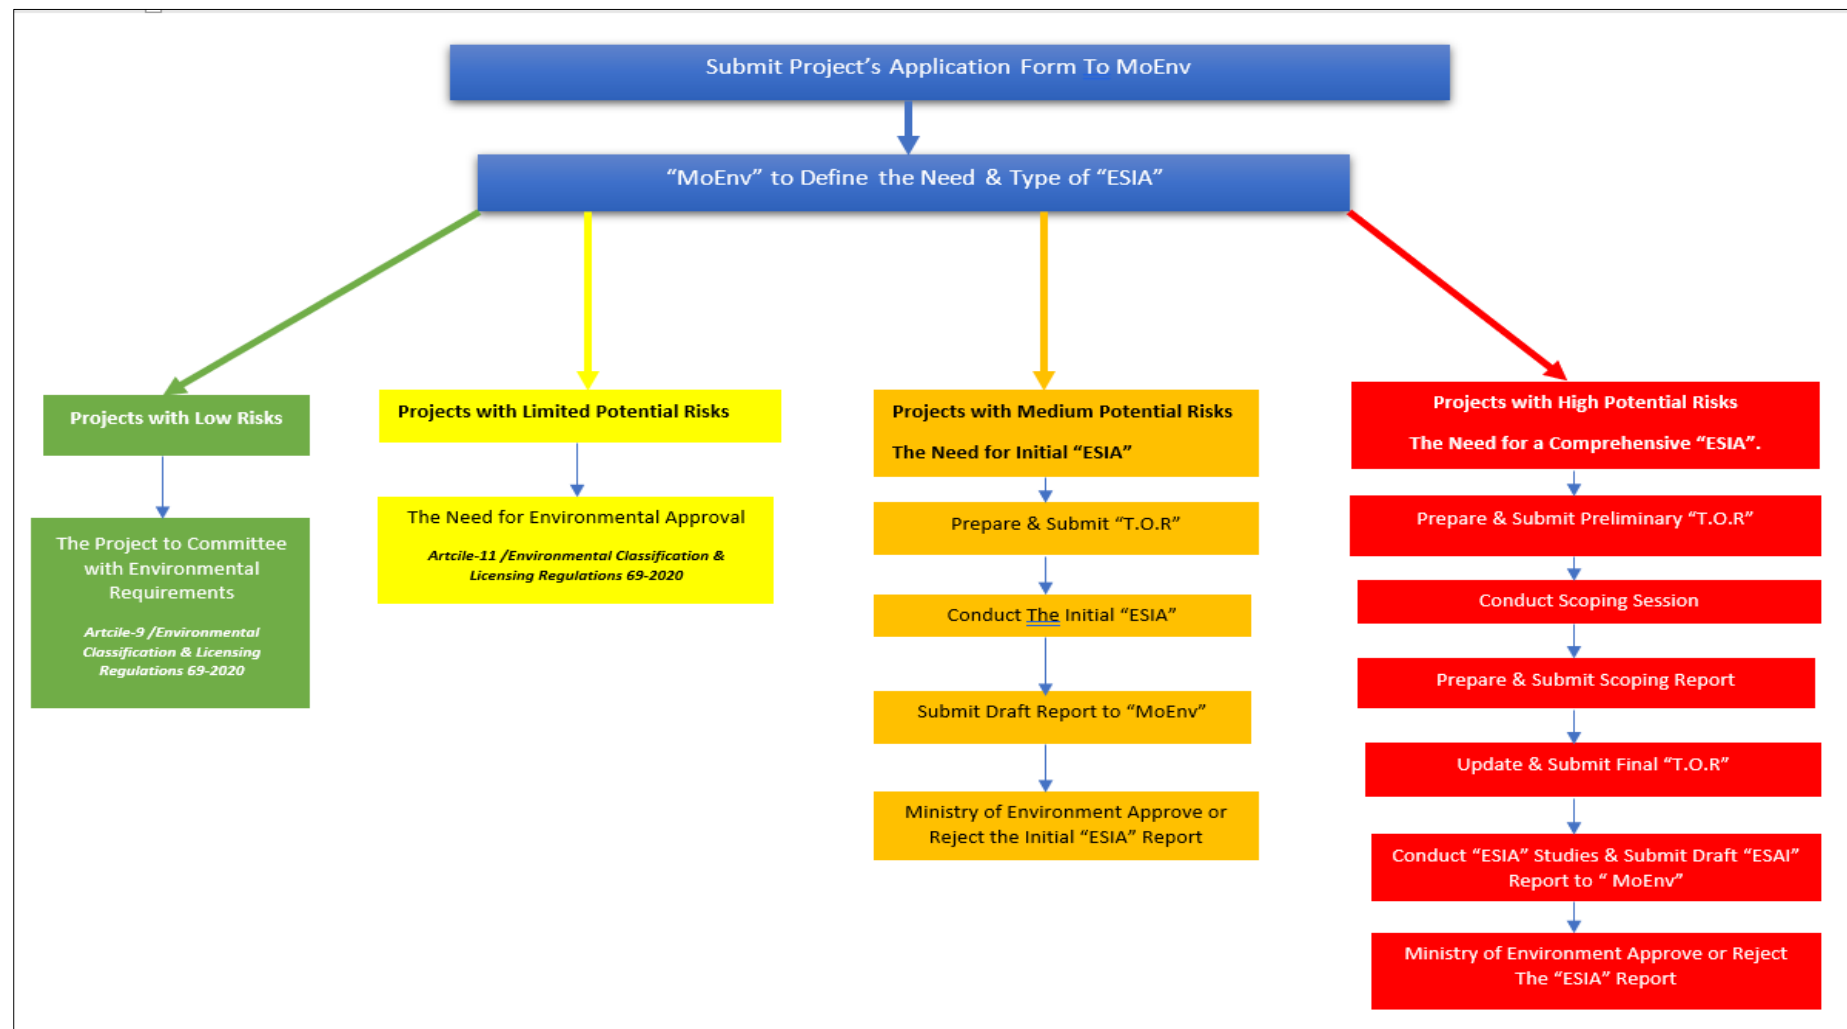 Submit Project’s Application Form To MoEnv
“MoEnv” to Define the Need & Type of “ESIA”
Projects with Low Risks
The Project to Committee
with Environmental
Requirements
Artcile-9 /Environmental
Classification & Licensing
Regulations 69-2020
Projects with Limited Potential Risks
The Need for Environmental Approval
Artcile-11 /Environmental Classification &
Licensing Regulations 69-2020
Projects with Medium Potential Risks
The Need for Initial “ESIA”
Prepare & Submit “T.O.R”
Conduct The Initial “ESIA”
Submit Draft Report to “MoEnv”
Ministry of Environment Approve or
Reject the Initial “ESIA” Report
Projects with High Potential Risks
The Need for a Comprehensive “ESIA”.
Prepare & Submit Preliminary “T.O.R”
Conduct Scoping Session
Prepare & Submit Scoping Report
Update & Submit Final “T.O.R”
Conduct “ESIA” Studies & Submit Draft “ESAI”
Report to “ MoEnv”
Ministry of Environment Approve or Reject
The “ESIA” Report